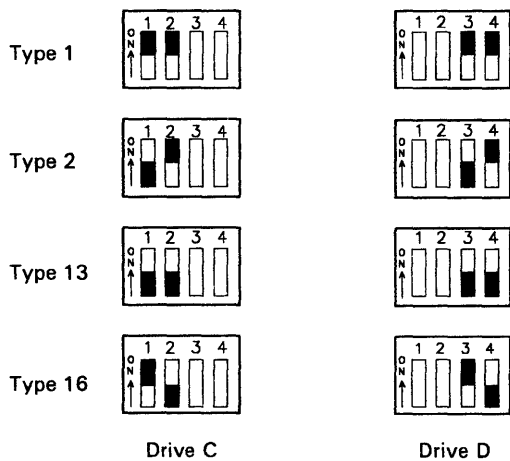 1 2 3 4
1 2 3 4
Type 1
ON
ON
1 2 3 4
1 2 3 4
Type 2
ON
ON
1 2 3 4
1 2 3 4
Type 13
ON
ON
1 2 3 4
1 2 3 4
Type 16
ON
ON
Drive C
Drive D